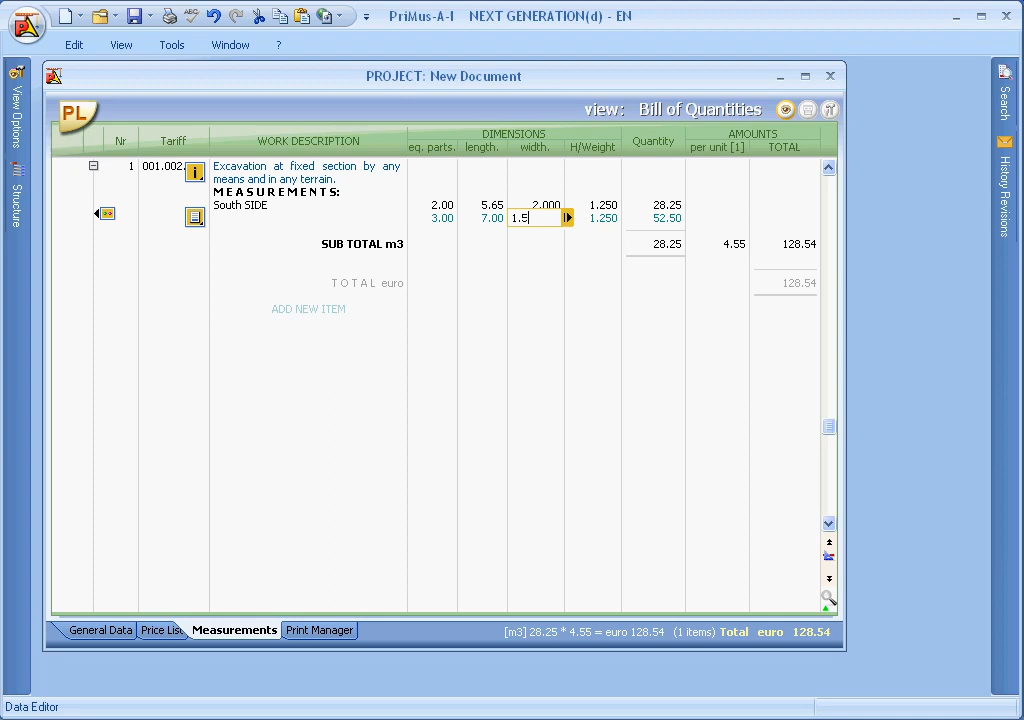 PriMus-A-I NEXT GENERATION(d) - EN
Edit View Tools Window ?
PROJECT: New Document
View Options
Structure
Search
History Revisions
PL
view: Bill of Quantities
Nr Tariff WORK DESCRIPTION DIMENSIONS Quantity AMOUNTS
eq. parts. length. width. H/Weight per unit [1] TOTAL
1 001.002. Excavation at fixed section by any
means and in any terrain.
MEASUREMENTS:
South SIDE 2.00 5.65 2.000 1.250 28.25
3.00 7.00 1.5 1.250 52.50
SUB TOTAL m3 28.25 4.55 128.54
TOTAL euro 128.54
ADD NEW ITEM
General Data Price Lis Measurements Print Manager [m3] 28.25 * 4.55 = euro 128.54 (1 items) Total euro 128.54
Data Editor